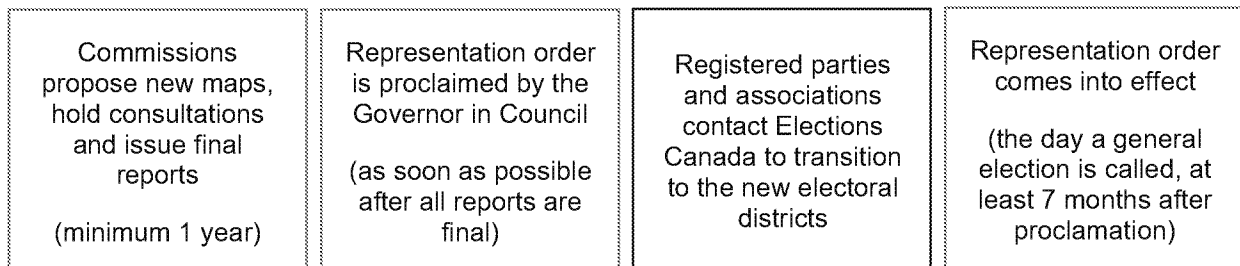 Commissions
propose new maps,
hold consultations
and issue final
reports
(minimum 1 year)
Representation order
is proclaimed by the
Governor in Council
(as soon as possible
after all reports are
final)
Registered parties
and associations
contact Elections
Canada to transition
to the new electoral
districts
Representation order
comes into effect
(the day a general
election is called, at
least 7 months after
proclamation)